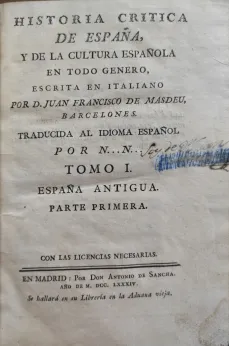 HISTORIA CRITICA
DE ESPAÑA,
Y DE LA CULTURA ESPAÑOLA
EN TODO GENERO,
ESCRITA EN ITALIANO
POR D. JUAN FRANCISCO DE MASDEU,
BARCELONES.
TRADUCIDA AL IDIOMA ESPAÑOL
POR N...N...
TOMO I.
ESPAÑA ANTIGUA.
PARTE PRIMERA.
CON LAS LICENCIAS NECESARIAS.
EN MADRID: POR DON ANTONIO DE SANCHA.
AÑO DE M. DCC. LXXXIV.
Se hallará en su Librería en la Aduana vieja.